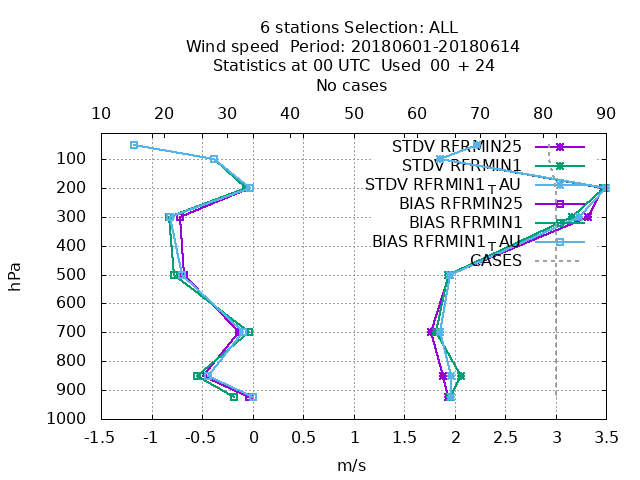 6 stations Selection: ALL
Wind speed  Period: 20180601-20180614
Statistics at 00 UTC  Used  00 + 24
No cases
10 20 30 40 50 60 70 80 90
STDV RFRMIN25
STDV RFRMIN1
STDV RFRMIN1TAU
BIAS RFRMIN25
BIAS RFRMIN1
BIAS RFRMIN1TAU
CASES
100
200
300
400
500
600
700
800
900
1000
hPa
-1.5 -1 -0.5 0 0.5 1 1.5 2 2.5 3 3.5
m/s